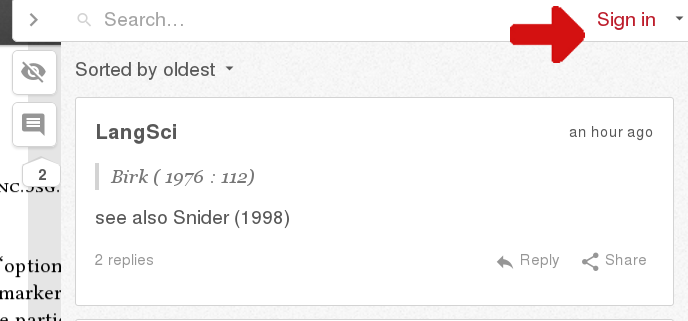 Search...
Sign in
Sorted by oldest
LangSci
an hour ago
Birk ( 1976 : 112)
see also Snider (1998)
2 replies
Reply
Share
2
NC.3SG.
‘option
marker
e parti